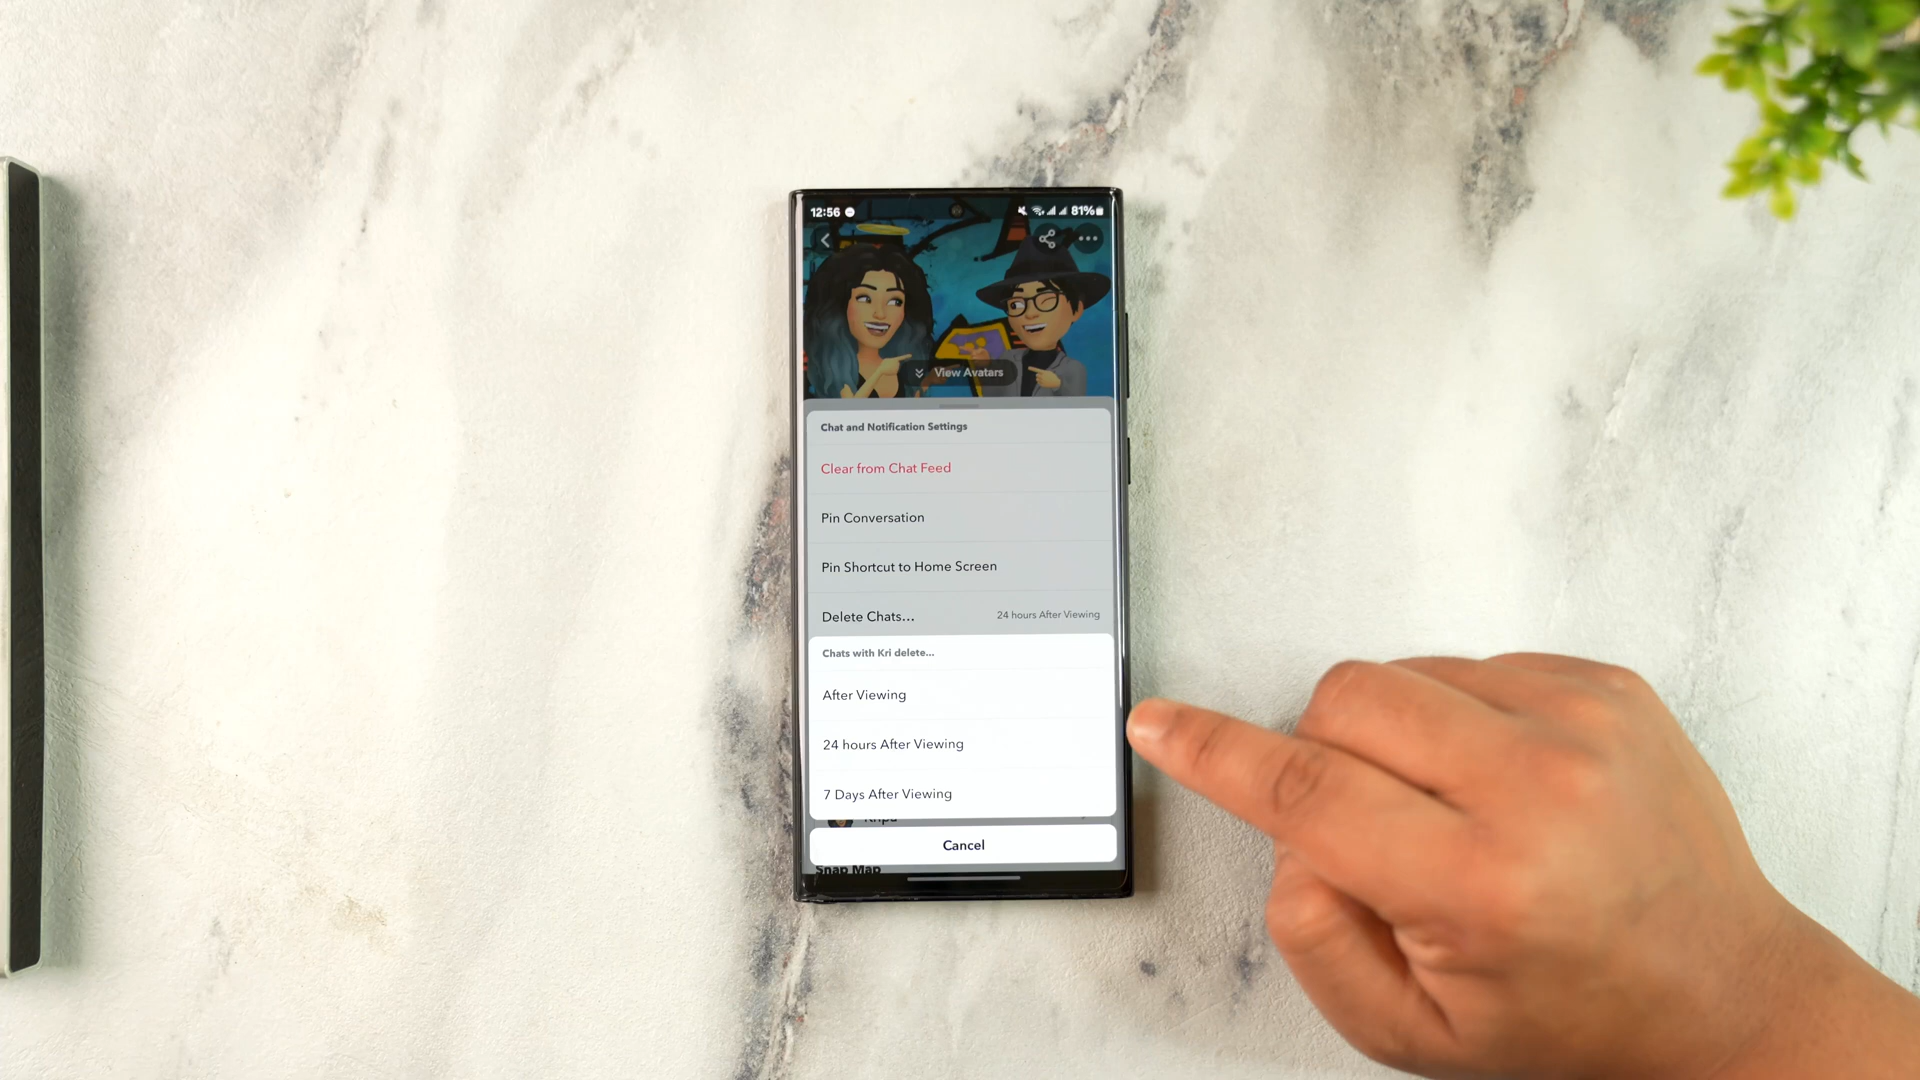 12:56
81%
View Avatars
Chat and Notification Settings
Clear from Chat Feed
Pin Conversation
Pin Shortcut to Home Screen
Delete Chats... 24 hours After Viewing
Chats with Kri delete...
After Viewing
24 hours After Viewing
7 Days After Viewing
Cancel
Snap Map